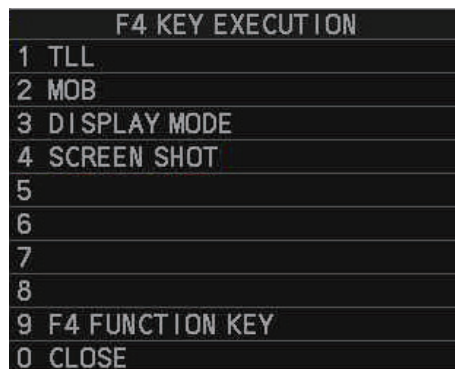 F4 KEY EXECUTION
1 TLL
2 MOB
3 DISPLAY MODE
4 SCREEN SHOT
5
6
7
8
9 F4 FUNCTION KEY
0 CLOSE